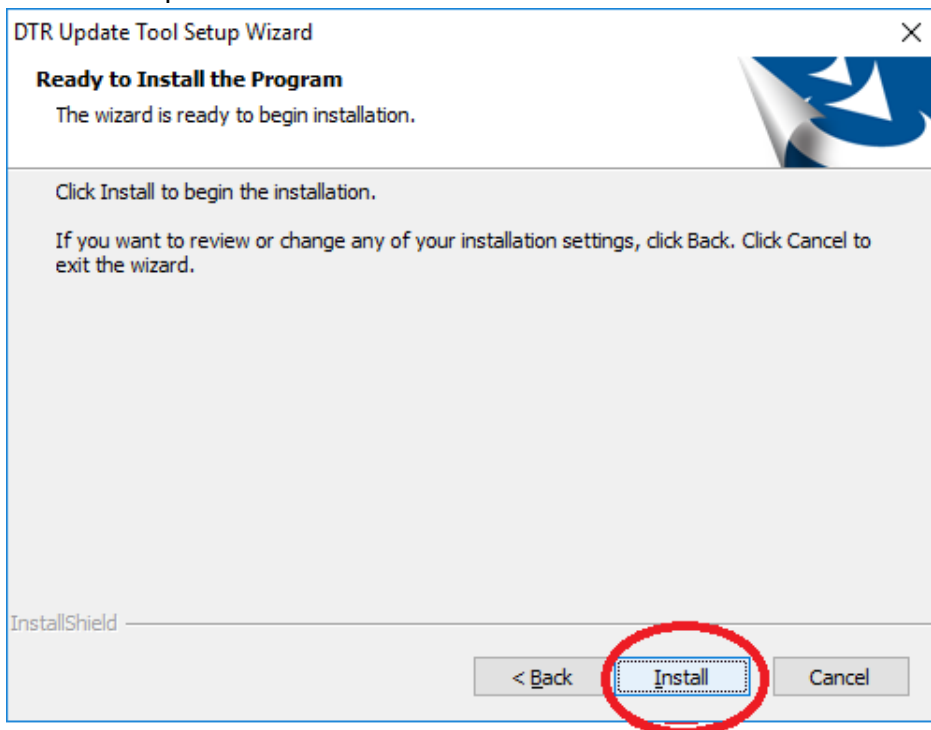 DTR Update Tool Setup Wizard
Ready to Install the Program
The wizard is ready to begin installation.
Click Install to begin the installation.
If you want to review or change any of your installation settings, click Back. Click Cancel to
exit the wizard.
InstallShield
< Back
Install
Cancel